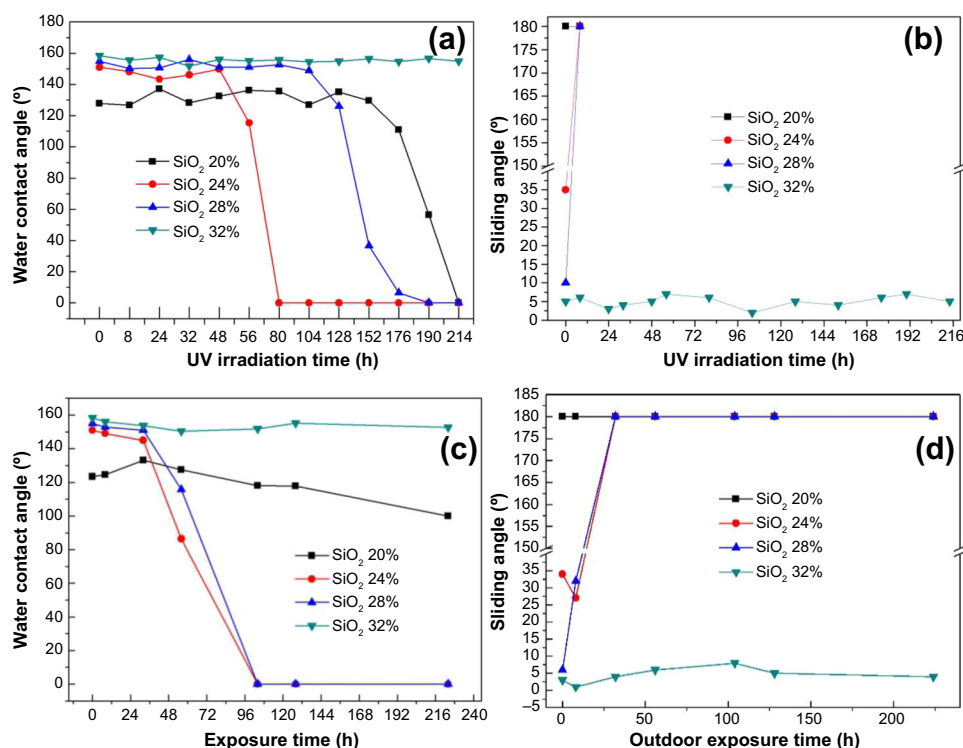 (a)
Water contact angle (º)
180
160
140
120
100
80
60
40
20
0
SiO2 20%
SiO2 24%
SiO2 28%
SiO2 32%
0 8 24 32 48 56 80 104 128 152 176 190 214
UV irradiation time (h)
(b)
Sliding angle (º)
180
175
170
165
160
155
150
35
30
25
20
15
10
5
0
SiO2 20%
SiO2 24%
SiO2 28%
SiO2 32%
0 24 48 72 96 120 144 168 192 216
UV irradiation time (h)
(c)
Water contact angle (º)
160
140
120
100
80
60
40
20
0
SiO2 20%
SiO2 24%
SiO2 28%
SiO2 32%
0 24 48 72 96 120 144 168 192 216 240
Exposure time (h)
(d)
Sliding angle (º)
185
180
175
170
165
160
155
150
35
30
25
20
15
10
5
0
–5
SiO2 20%
SiO2 24%
SiO2 28%
SiO2 32%
0 50 100 150 200
Outdoor exposure time (h)